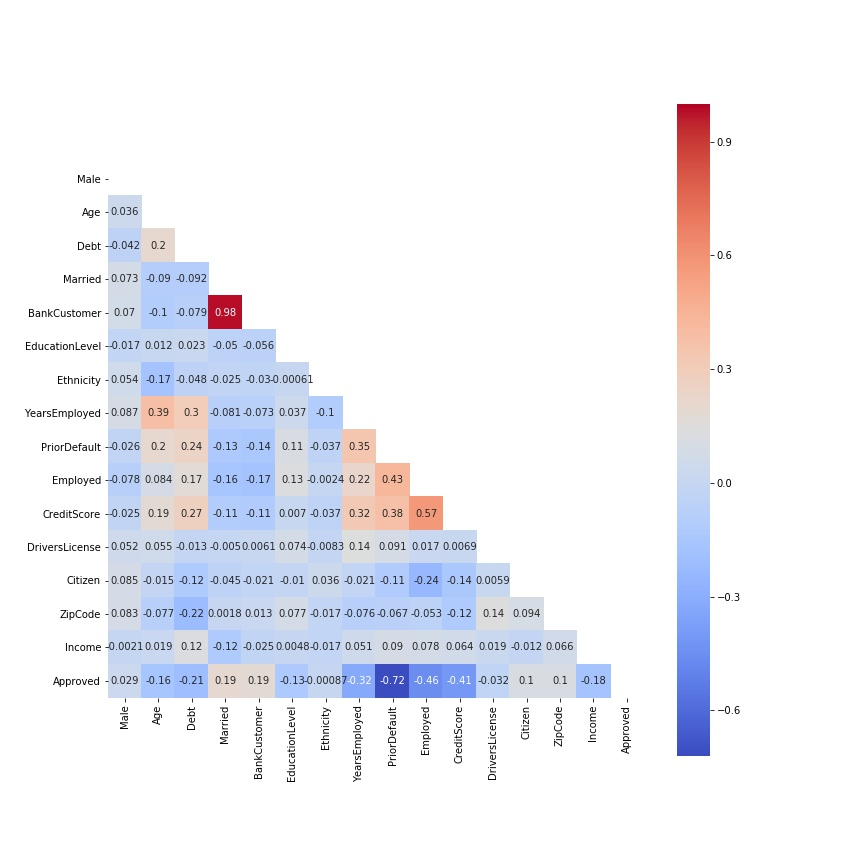 Male
Age 0.036
Debt -0.042 0.2
Married 0.073 -0.09 -0.092
BankCustomer 0.07 -0.1 -0.079 0.98
EducationLevel -0.017 0.012 0.023 -0.05 -0.056
Ethnicity 0.054 -0.17 -0.048 -0.025 -0.03 -0.00061
YearsEmployed 0.087 0.39 0.3 -0.081 -0.073 0.037 -0.1
PriorDefault -0.026 0.2 0.24 -0.13 -0.14 0.11 -0.037 0.35
Employed -0.078 0.084 0.17 -0.16 -0.17 0.13 -0.0024 0.22 0.43
CreditScore -0.025 0.19 0.27 -0.11 -0.11 0.007 -0.037 0.32 0.38 0.57
DriversLicense 0.052 0.055 -0.013 -0.005 0.0061 0.074 -0.0083 0.14 0.091 0.017 0.0069
Citizen 0.085 -0.015 -0.12 -0.045 -0.021 -0.01 0.036 -0.021 -0.11 -0.24 -0.14 0.0059
ZipCode 0.083 -0.077 -0.22 0.0018 0.013 0.077 -0.017 -0.076 -0.067 -0.053 -0.12 0.14 0.094
Income -0.0021 0.019 0.12 -0.12 -0.025 0.0048 -0.017 0.051 0.09 0.078 0.064 0.019 -0.012 0.066
Approved 0.029 -0.16 -0.21 0.19 0.19 -0.13 -0.00087 -0.32 -0.72 -0.46 -0.41 -0.032 0.1 0.1 -0.18
Male Age Debt Married BankCustomer EducationLevel Ethnicity YearsEmployed PriorDefault Employed CreditScore DriversLicense Citizen ZipCode Income Approved
0.9
0.6
0.3
0.0
−0.3
−0.6